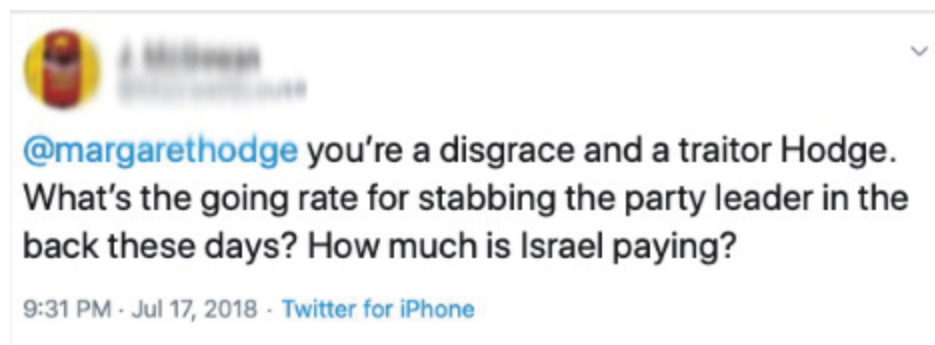 @margarethodge you're a disgrace and a traitor Hodge.
What's the going rate for stabbing the party leader in the
back these days? How much is Israel paying?
9:31 PM · Jul 17, 2018 · Twitter for iPhone